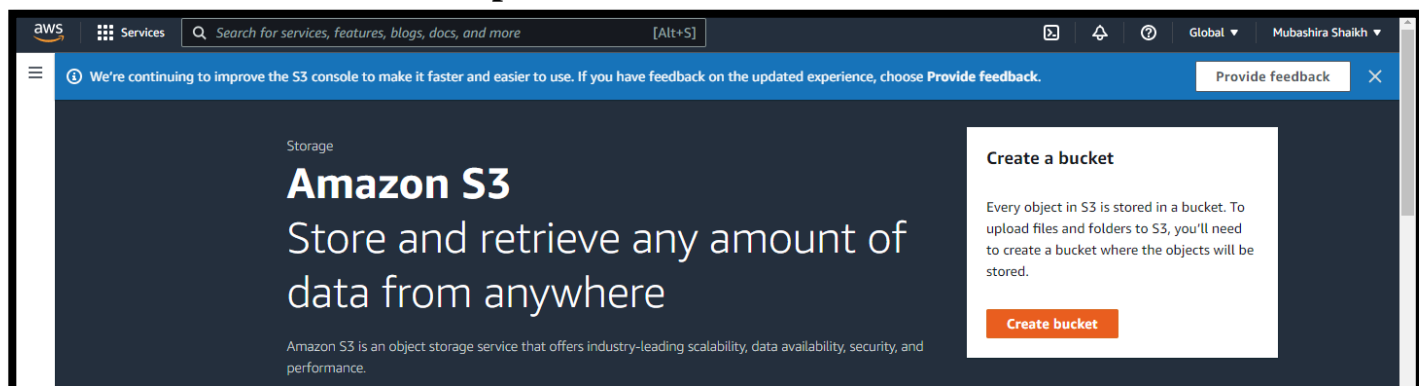 aws Services Search for services, features, blogs, docs, and more [Alt+S] Global ▼ Mubashira Shaikh ▼
We're continuing to improve the S3 console to make it faster and easier to use. If you have feedback on the updated experience, choose Provide feedback. Provide feedback
Storage
Amazon S3
Store and retrieve any amount of
data from anywhere
Amazon S3 is an object storage service that offers industry-leading scalability, data availability, security, and
performance.
Create a bucket
Every object in S3 is stored in a bucket. To
upload files and folders to S3, you'll need
to create a bucket where the objects will be
stored.
Create bucket